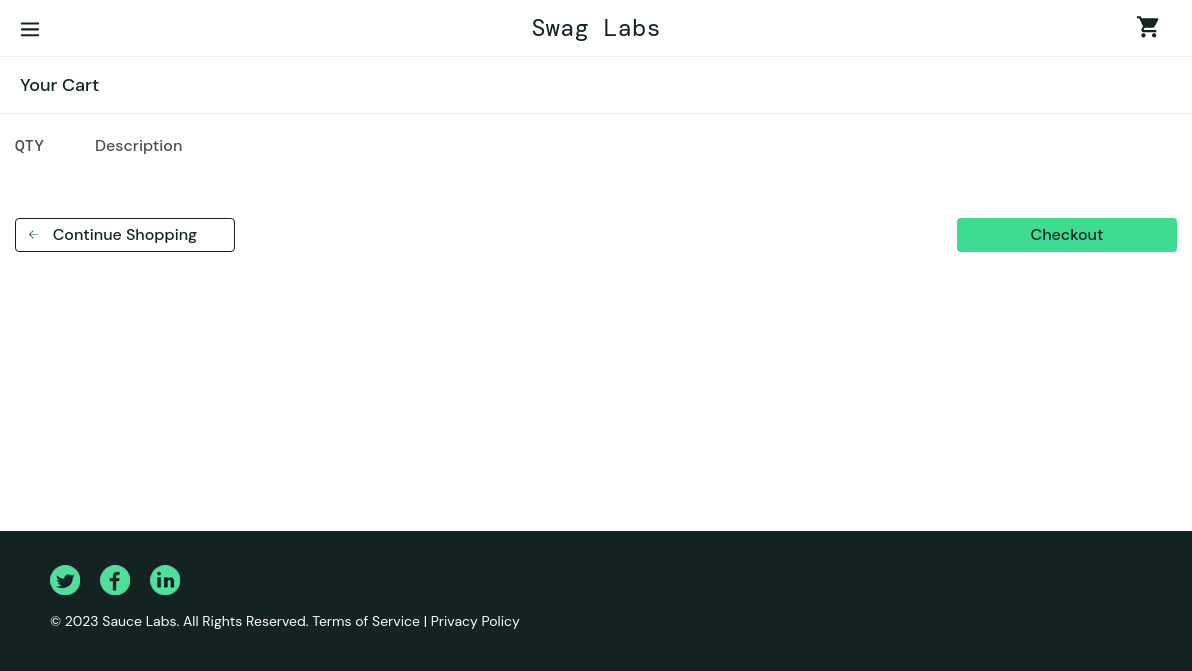 Swag Labs
Your Cart
QTY Description
Continue Shopping Checkout
© 2023 Sauce Labs. All Rights Reserved. Terms of Service | Privacy Policy